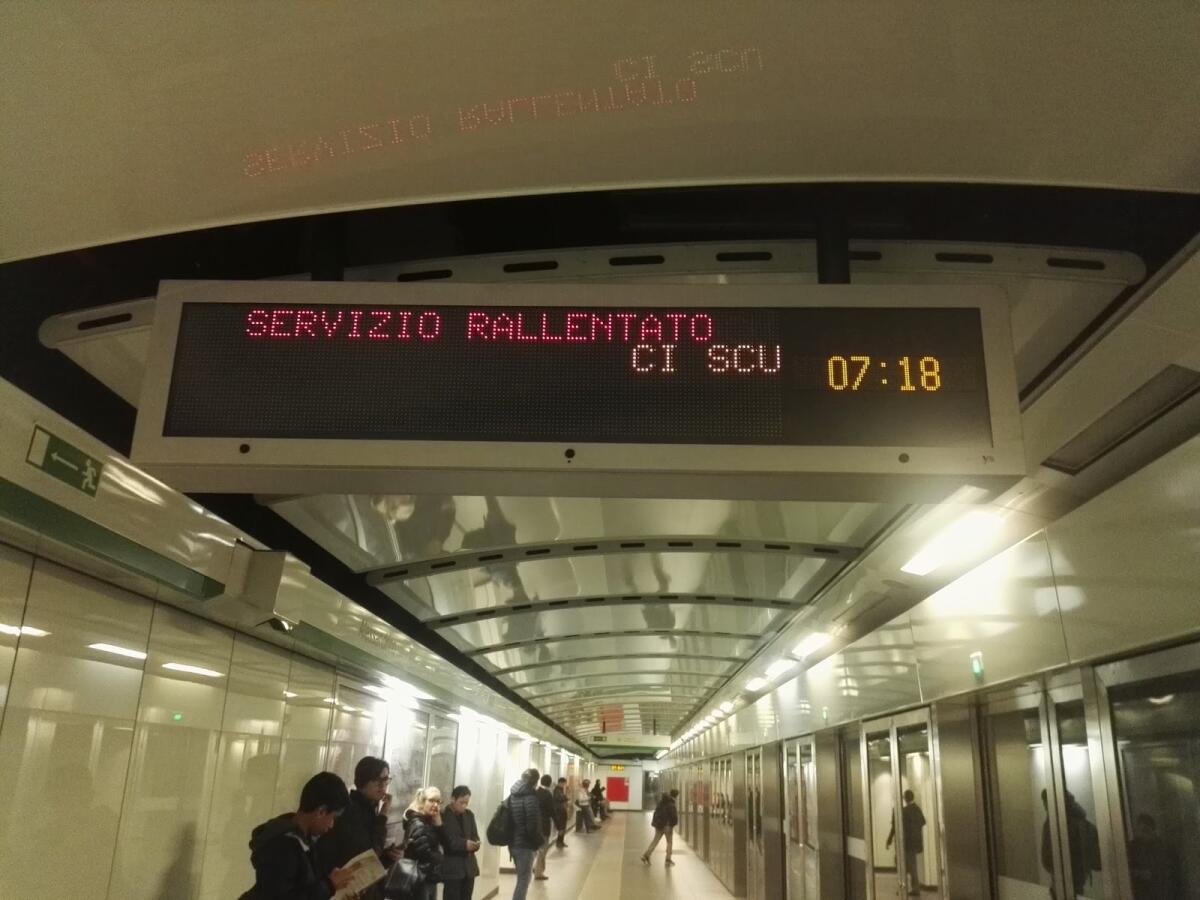 SERVIZIO RALLENTATO
CI SCU
07:18